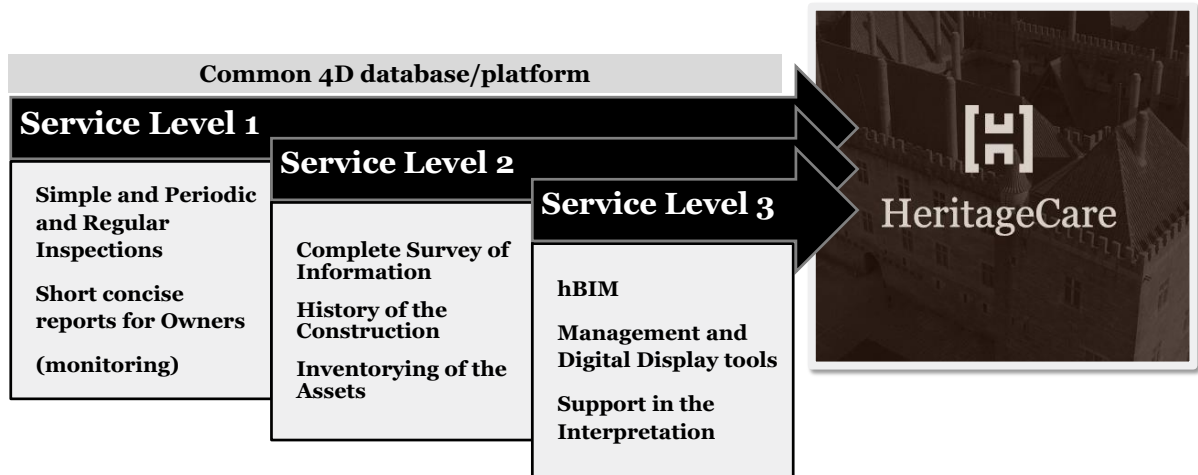 Common 4D database/platform
Service Level 1
Simple and Periodic
and Regular
Inspections
Short concise
reports for Owners
(monitoring)
Service Level 2
Complete Survey of
Information
History of the
Construction
Inventorying of the
Assets
Service Level 3
hBIM
Management and
Digital Display tools
Support in the
Interpretation
HeritageCare